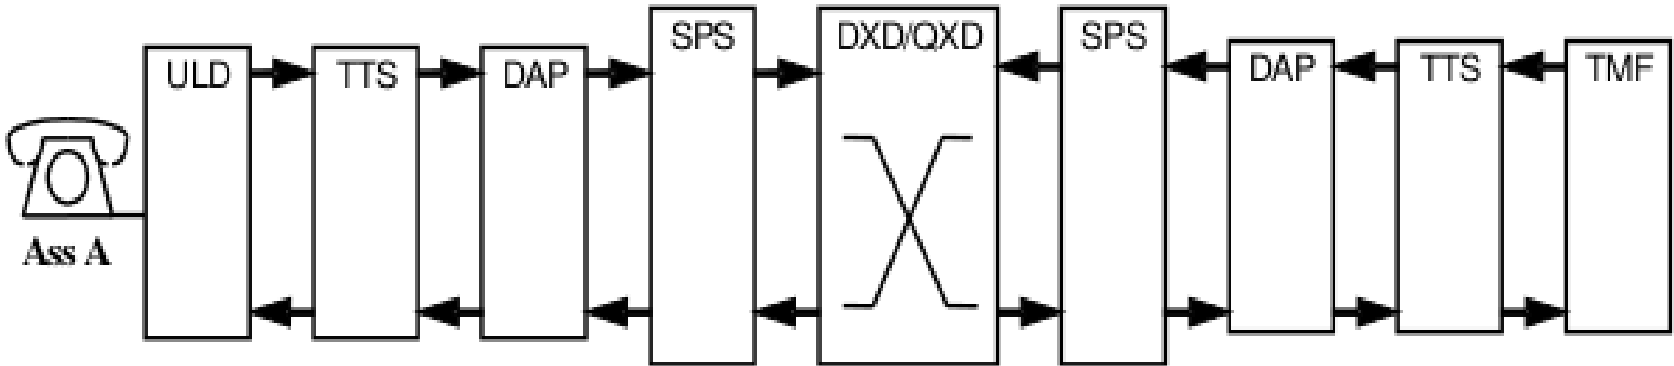 ULD
TTS
DAP
SPS
DXD/QXD
SPS
DAP
TTS
TMF
Ass A